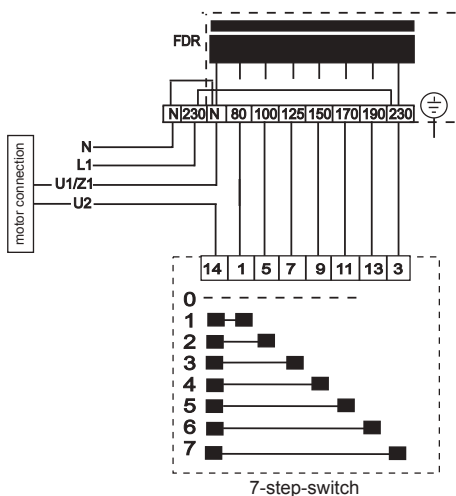 FDR
N 230 N 80 100 125 150 170 190 230
N
L1
U1/Z1
U2
motor connection
14 1 5 7 9 11 13 3
0
1
2
3
4
5
6
7
7-step-switch